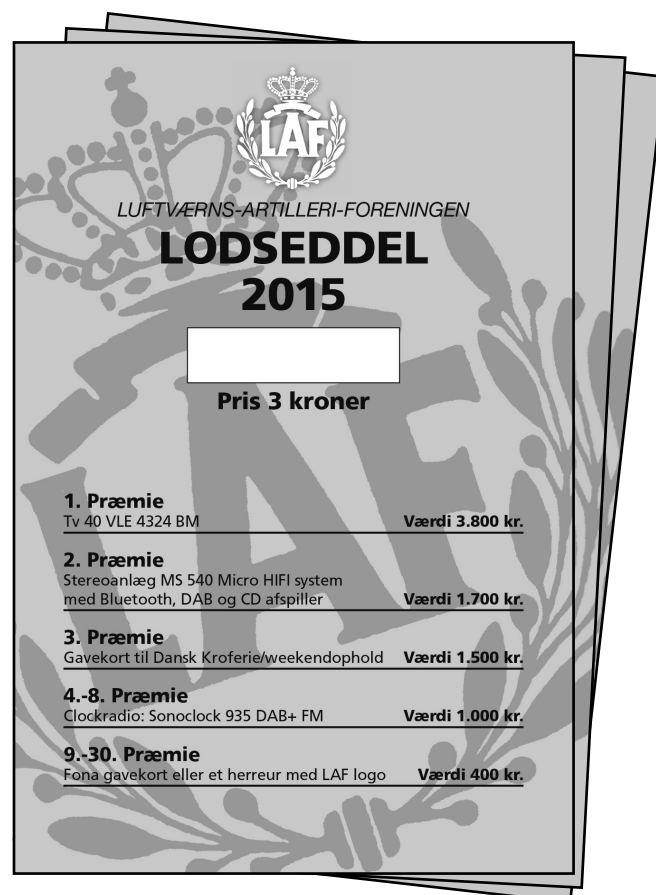 LAF
LUFTVÆRNS-ARTILLERI-FORENINGEN
LODSEDDEL
2015
Pris 3 kroner
1. Præmie
Tv 40 VLE 4324 BM Værdi 3.800 kr.
2. Præmie
Stereoanlæg MS 540 Micro HIFI system
med Bluetooth, DAB og CD afspiller Værdi 1.700 kr.
3. Præmie
Gavekort til Dansk Kroferie/weekendophold Værdi 1.500 kr.
4.-8. Præmie
Clockradio: Sonoclock 935 DAB+ FM Værdi 1.000 kr.
9.-30. Præmie
Fona gavekort eller et herreur med LAF logo Værdi 400 kr.
LAF